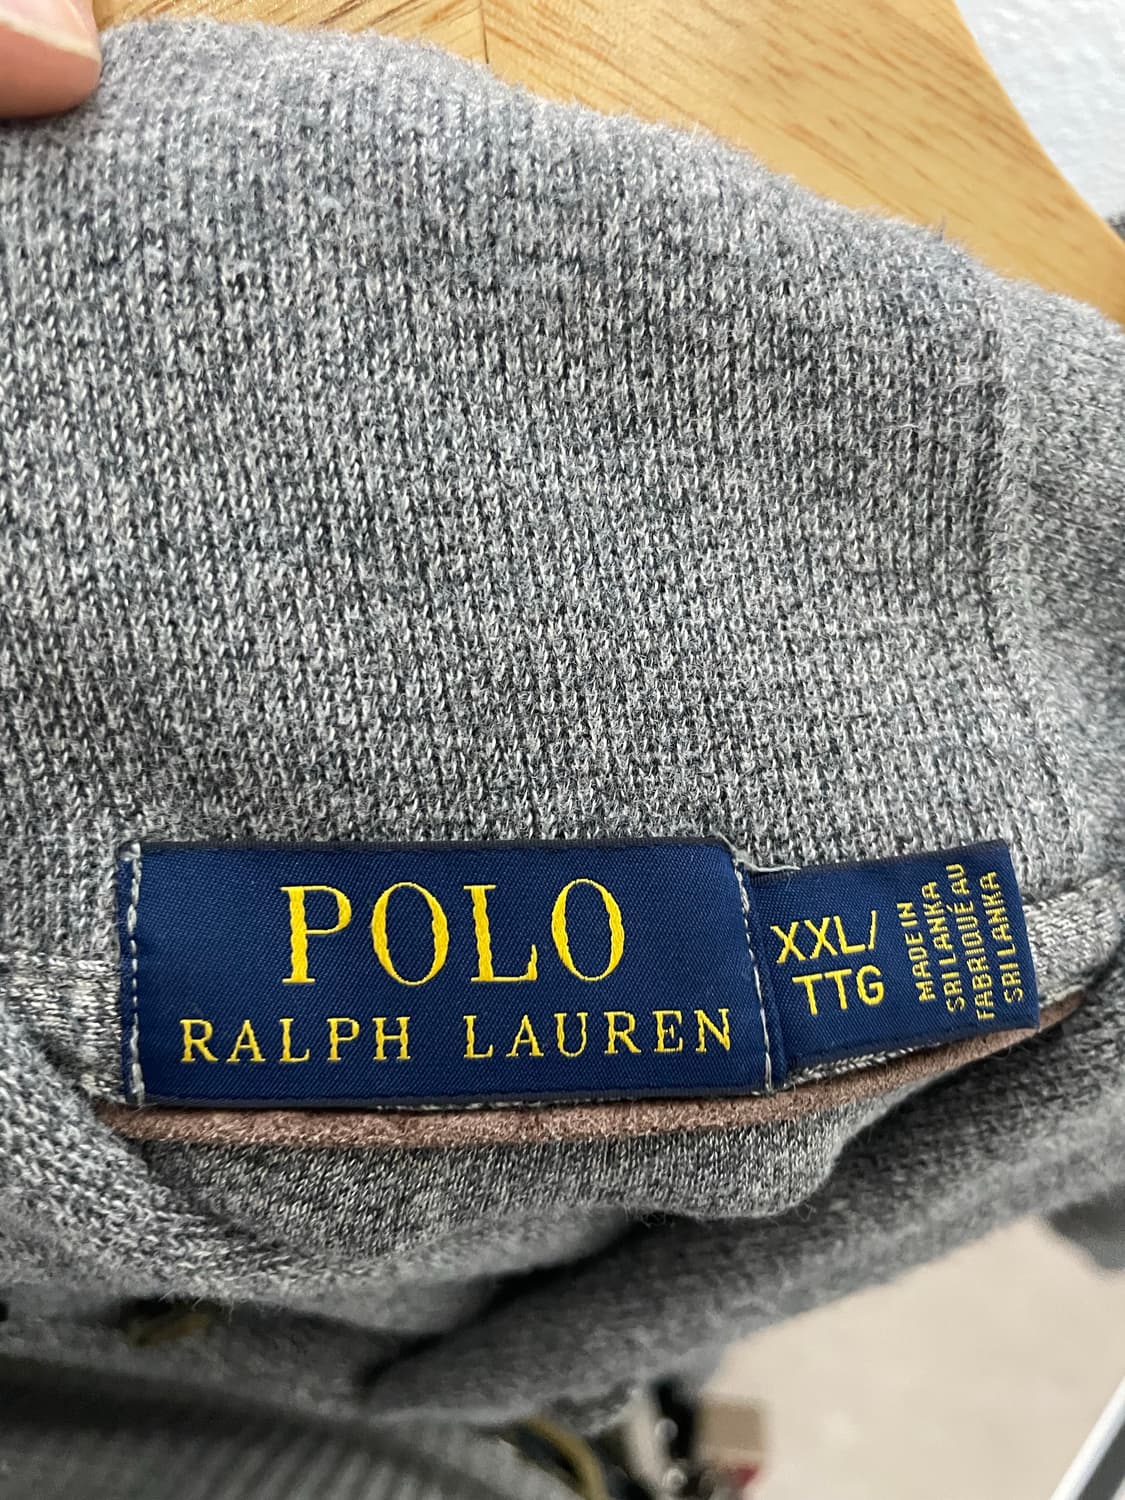 POLO
RALPH LAUREN
XXL/
TTG
MADE IN
SRI LANKA
FABRIQUÉ AU
SRI LANKA